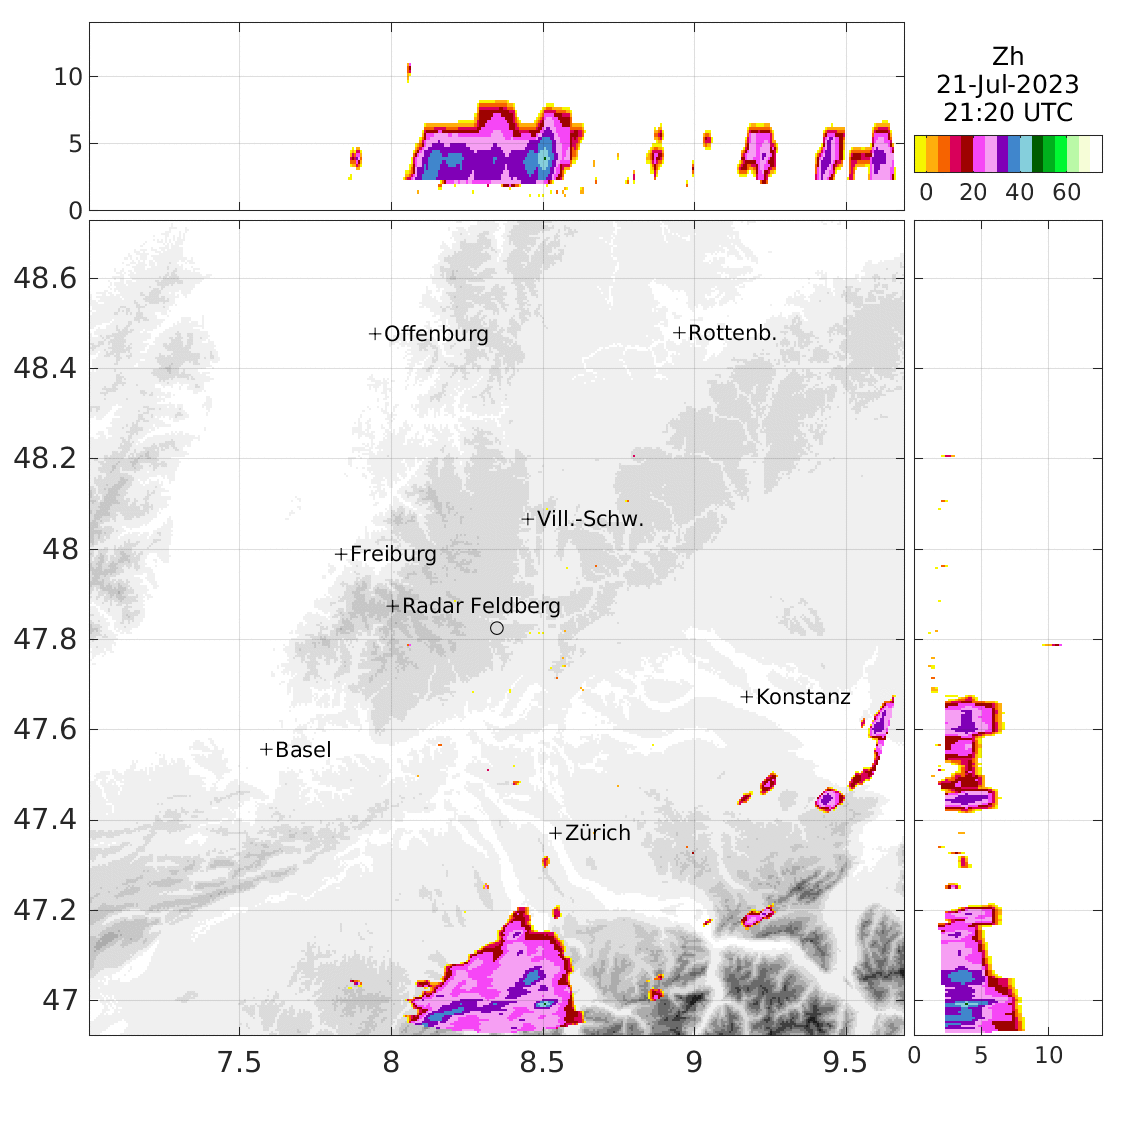 10
5
0
Zh
21-Jul-2023
21:20 UTC
0 20 40 60
48.6
48.4
48.2
48
47.8
47.6
47.4
47.2
47
+Offenburg
+Rottenb.
+Vill.-Schw.
+Freiburg
+Radar Feldberg
+Konstanz
+Basel
+Zürich
7.5 8 8.5 9 9.5
0 5 10